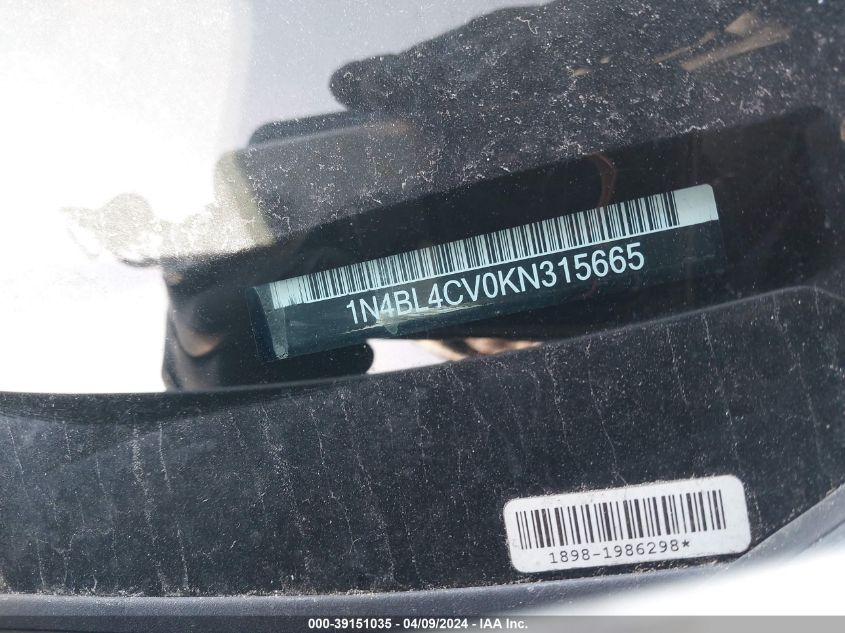 1N4BL4CV0KN315665
1898-1986298*
000-39151035 - 04/09/2024 - IAA Inc.